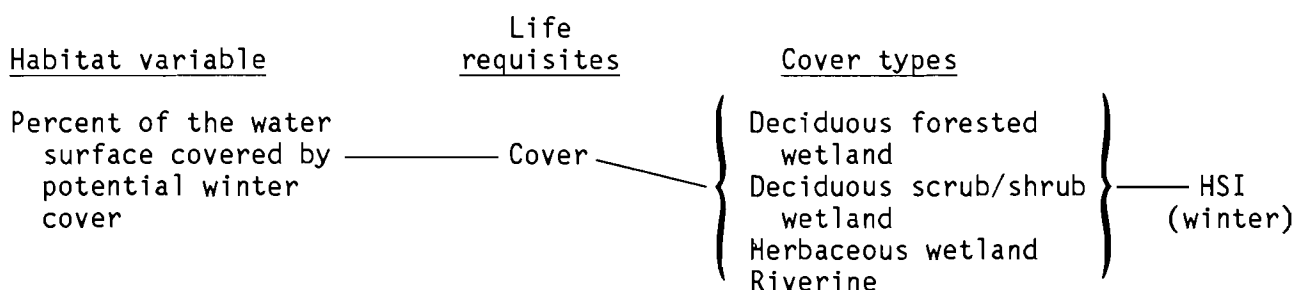 Life
Habitat variable requisites Cover types
Percent of the water
surface covered by
potential winter
cover
Cover
Deciduous forested
wetland
Deciduous scrub/shrub
wetland
Herbaceous wetland
Riverine
HSI
(winter)